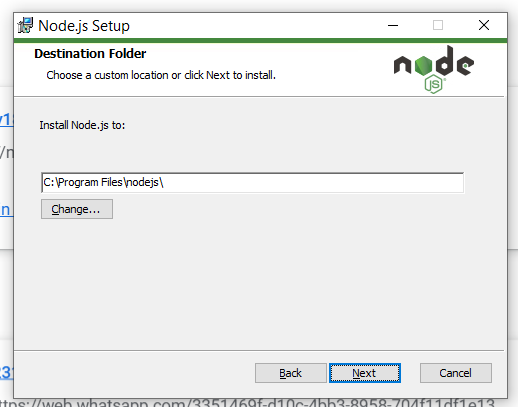 Node.js Setup
Destination Folder
Choose a custom location or click Next to install.
node
JS
Install Node.js to:
C:\Program Files\nodejs\
Change...
Back
Next
Cancel
ttps://web.whatsapp.com/3351469f-d10c-4bb3-8958-704f11df1e13